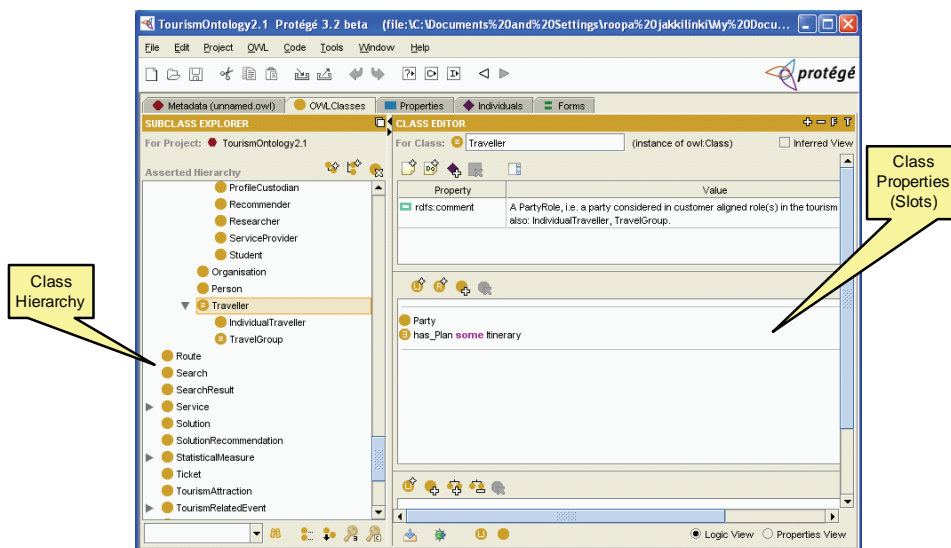 TourismOntology2.1 Protégé 3.2 beta (file:\C:\Documents%20and%20Settings\roopa%20jakkilinki\My%20Docu...
File Edit Project OWL Code Tools Window Help
protégé
Metadata (unnamed.owl) OWLClasses Properties Individuals Forms
SUBCLASS EXPLORER
For Project: TourismOntology2.1
Asserted Hierarchy
ProfileCustodian
Recommender
Researcher
ServiceProvider
Student
Organisation
Person
Traveller
IndividualTraveller
TravelGroup
Route
Search
SearchResult
Service
Solution
SolutionRecommendation
StatisticalMeasure
Ticket
TourismAttraction
TourismRelatedEvent
CLASS EDITOR
F T
For Class: Traveller (instance of owl:Class) Inferred View
Property Value
rdfs:comment A PartyRole, i.e. a party considered in customer aligned role(s) in the tourism
also: IndividualTraveller, TravelGroup.
Party
has_Plan some Itinerary
Logic View Properties View
Class
Hierarchy
Class
Properties
(Slots)